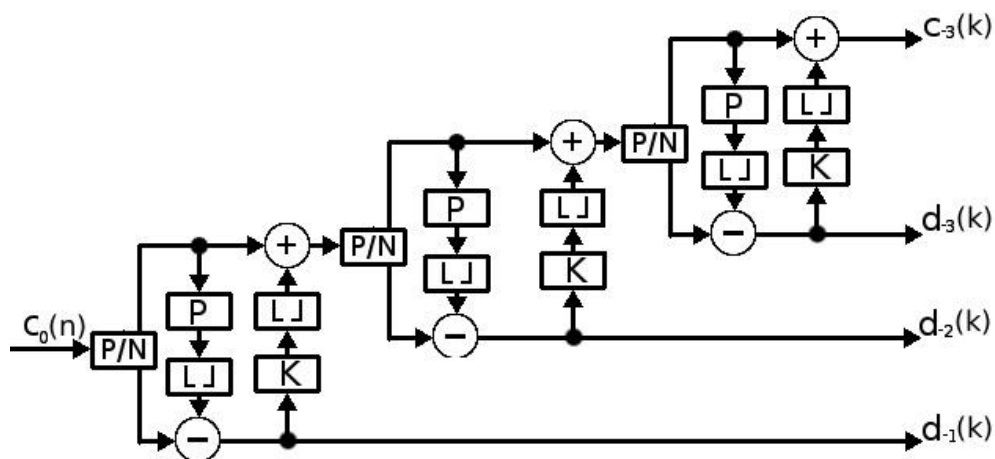 C₋₃(k)
P
⌊⌋
P/N
P
⌊⌋
K
⌊⌋
⌊⌋
d₋₃(k)
P/N
K
P
⌊⌋
⌊⌋
K
d₋₂(k)
C₀(n)
P/N
⌊⌋
K
d₋₁(k)